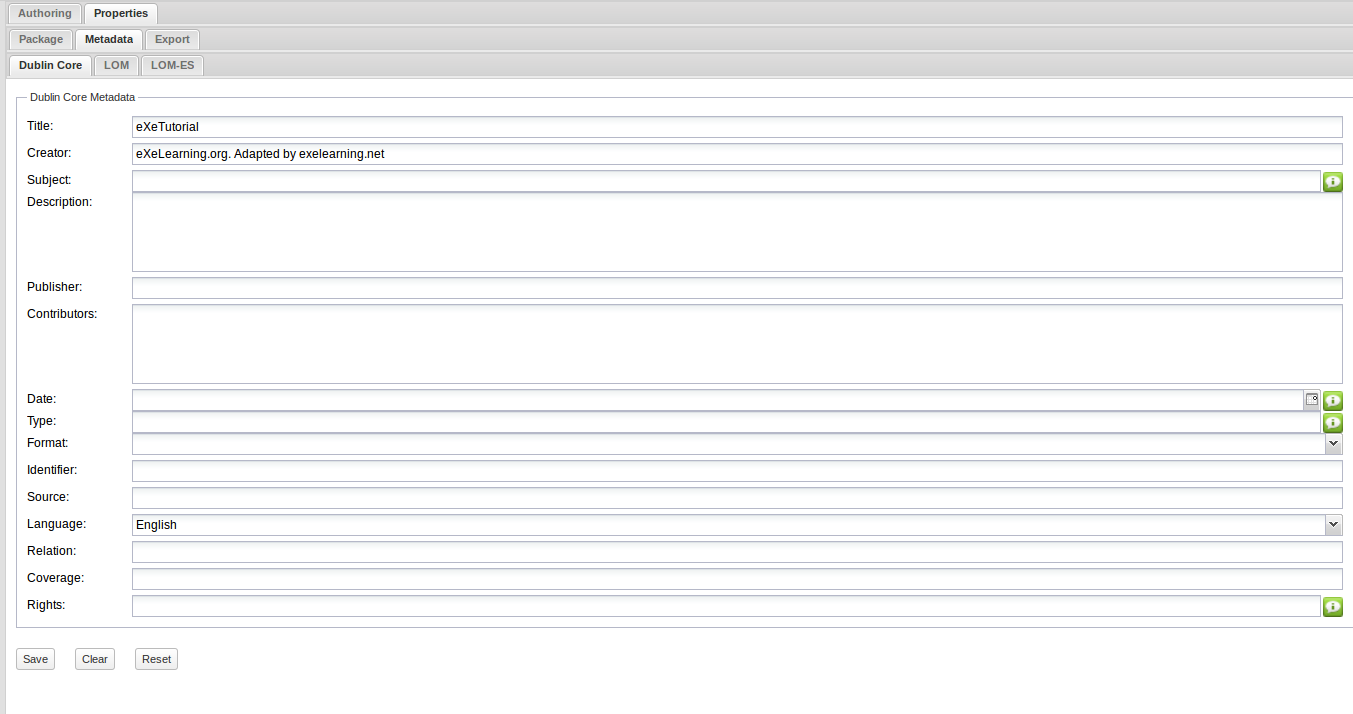 Authoring Properties
Package Metadata Export
Dublin Core LOM LOM-ES
Dublin Core Metadata
Title: eXeTutorial
Creator: eXeLearning.org. Adapted by exelearning.net
Subject:
Description:
Publisher:
Contributors:
Date:
Type:
Format:
Identifier:
Source:
Language: English
Relation:
Coverage:
Rights:
Save Clear Reset